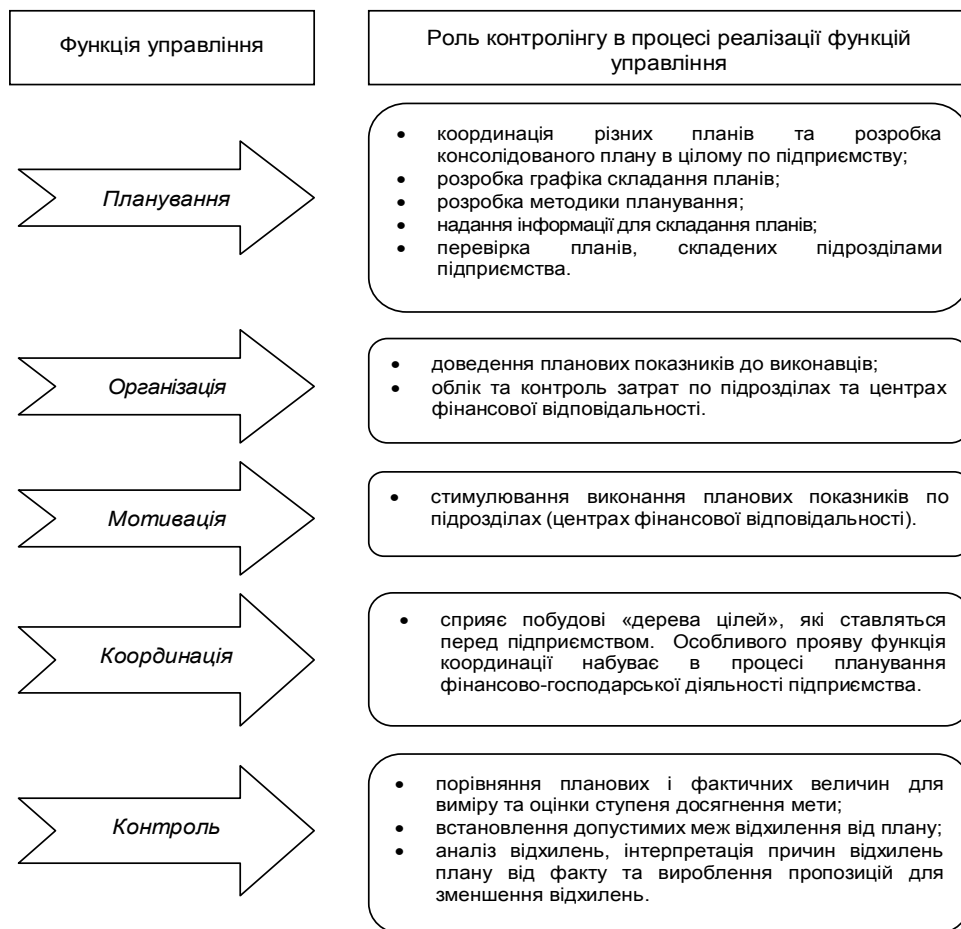 Функція управління
Роль контролінгу в процесі реалізації функцій
управління
Планування
• координація різних планів та розробка
консолідованого плану в цілому по підприємству;
• розробка графіка складання планів;
• розробка методики планування;
• надання інформації для складання планів;
• перевірка планів, складених підрозділами
підприємства.
Організація
• доведення планових показників до виконавців;
• облік та контроль затрат по підрозділах та центрах
фінансової відповідальності.
Мотивація
• стимулювання виконання планових показників по
підрозділах (центрах фінансової відповідальності).
Координація
• сприяє побудові «дерева цілей», які ставляться
перед підприємством. Особливого прояву функція
координації набуває в процесі планування
фінансово-господарської діяльності підприємства.
Контроль
• порівняння планових і фактичних величин для
виміру та оцінки ступеня досягнення мети;
• встановлення допустимих меж відхилення від плану;
• аналіз відхилень, інтерпретація причин відхилень
плану від факту та вироблення пропозицій для
зменшення відхилень.